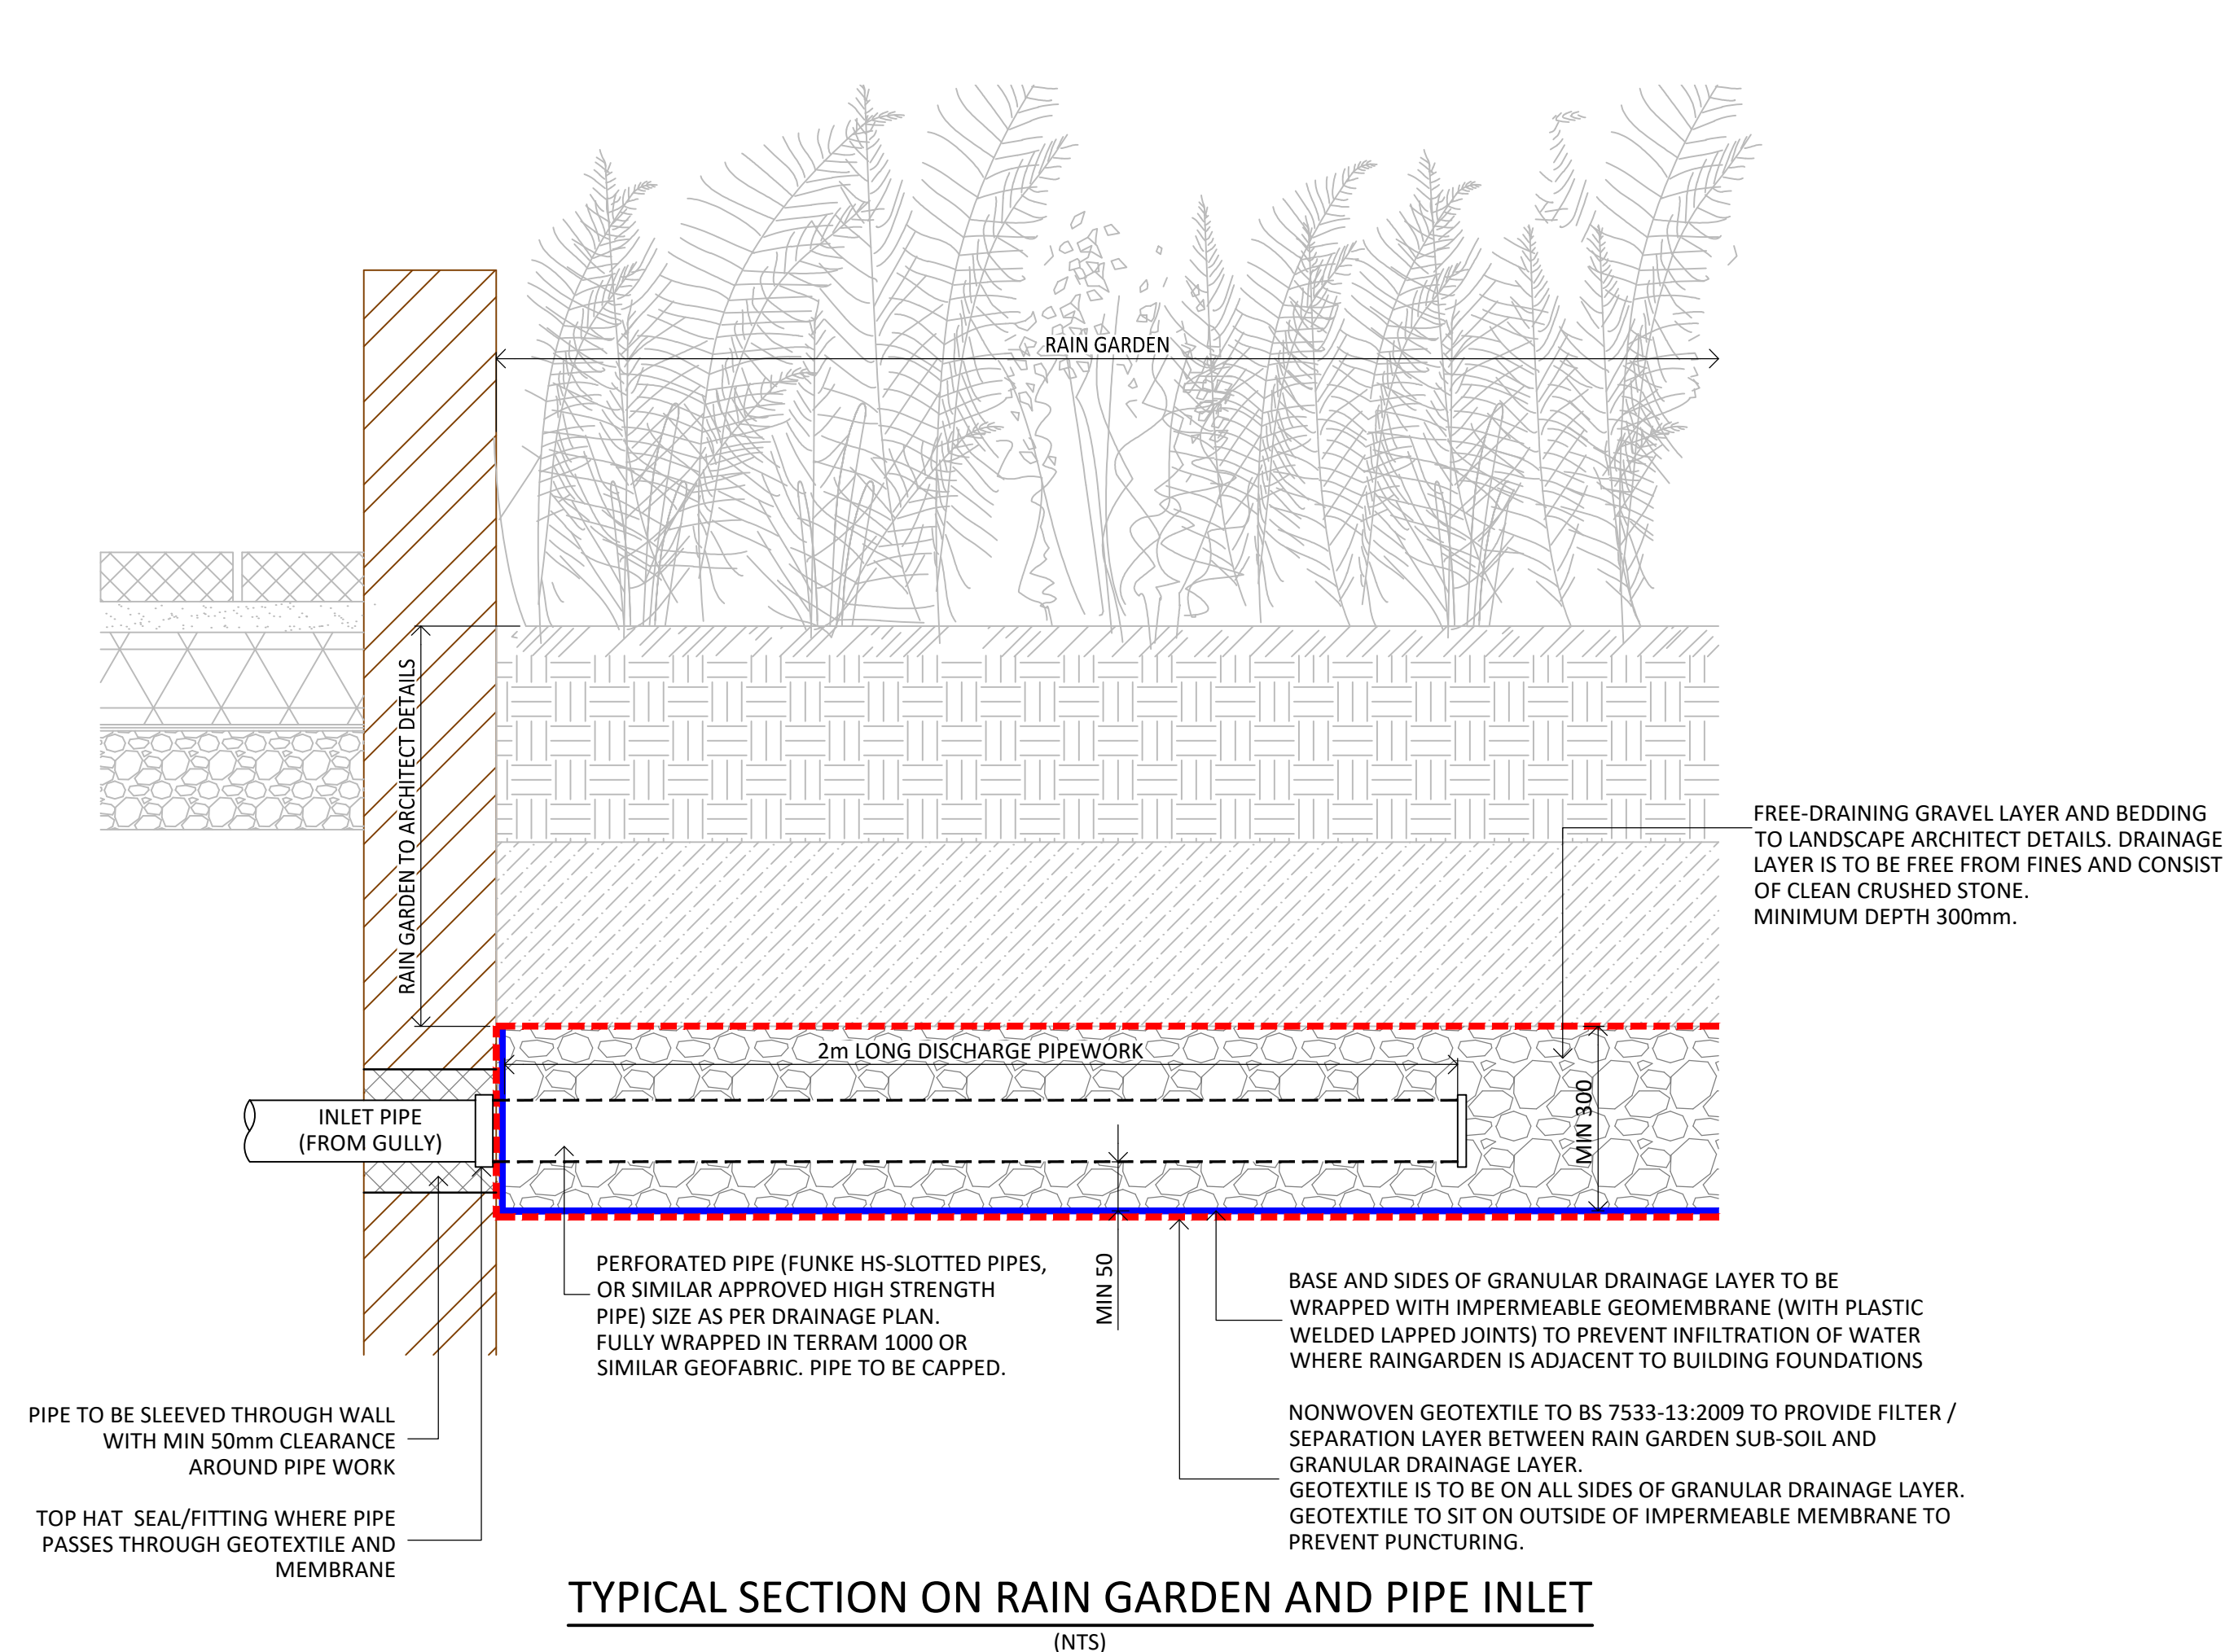 RAIN GARDEN
RAIN GARDEN TO ARCHITECT DETAILS
FREE-DRAINING GRAVEL LAYER AND BEDDING
TO LANDSCAPE ARCHITECT DETAILS. DRAINAGE
LAYER IS TO BE FREE FROM FINES AND CONSIST
OF CLEAN CRUSHED STONE.
MINIMUM DEPTH 300mm.
2m LONG DISCHARGE PIPEWORK
INLET PIPE
(FROM GULLY)
MIN 300
MIN 50
PERFORATED PIPE (FUNKE HS-SLOTTED PIPES,
OR SIMILAR APPROVED HIGH STRENGTH
PIPE) SIZE AS PER DRAINAGE PLAN.
FULLY WRAPPED IN TERRAM 1000 OR
SIMILAR GEOFABRIC. PIPE TO BE CAPPED.
BASE AND SIDES OF GRANULAR DRAINAGE LAYER TO BE
WRAPPED WITH IMPERMEABLE GEOMEMBRANE (WITH PLASTIC
WELDED LAPPED JOINTS) TO PREVENT INFILTRATION OF WATER
WHERE RAINGARDEN IS ADJACENT TO BUILDING FOUNDATIONS
PIPE TO BE SLEEVED THROUGH WALL
WITH MIN 50mm CLEARANCE
AROUND PIPE WORK
NONWOVEN GEOTEXTILE TO BS 7533-13:2009 TO PROVIDE FILTER /
SEPARATION LAYER BETWEEN RAIN GARDEN SUB-SOIL AND
GRANULAR DRAINAGE LAYER.
GEOTEXTILE IS TO BE ON ALL SIDES OF GRANULAR DRAINAGE LAYER.
GEOTEXTILE TO SIT ON OUTSIDE OF IMPERMEABLE MEMBRANE TO
PREVENT PUNCTURING.
TOP HAT SEAL/FITTING WHERE PIPE
PASSES THROUGH GEOTEXTILE AND
MEMBRANE
TYPICAL SECTION ON RAIN GARDEN AND PIPE INLET
(NTS)